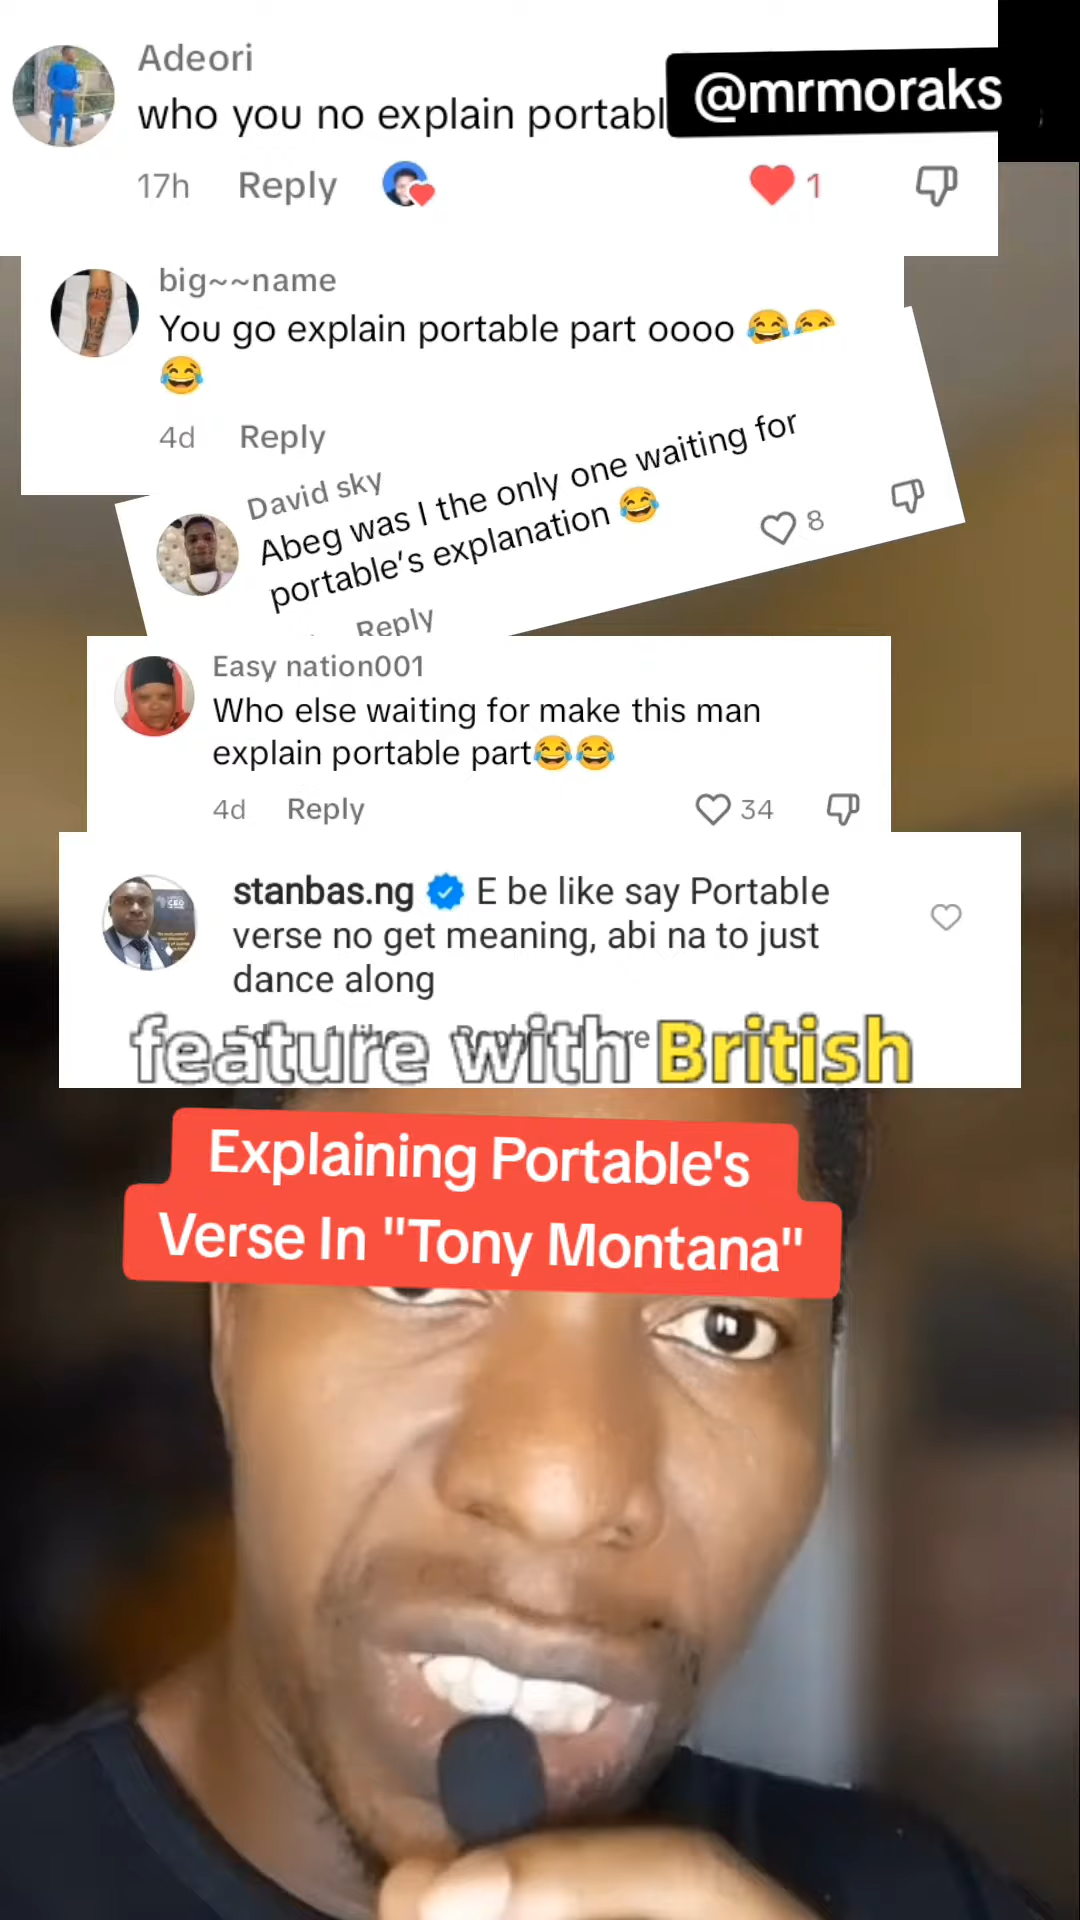 Adeori
who you no explain portabl
@mrmoraks
17h Reply 1
big~~name
You go explain portable part oooo 😂😂
😂
4d Reply
David sky
Abeg was I the only one waiting for
portable's explanation 😂
8
Reply
Easy nation001
Who else waiting for make this man
explain portable part😂😂
4d Reply 34
stanbas.ng E be like say Portable
verse no get meaning, abi na to just
dance along
feature with British
Explaining Portable's
Verse In "Tony Montana"